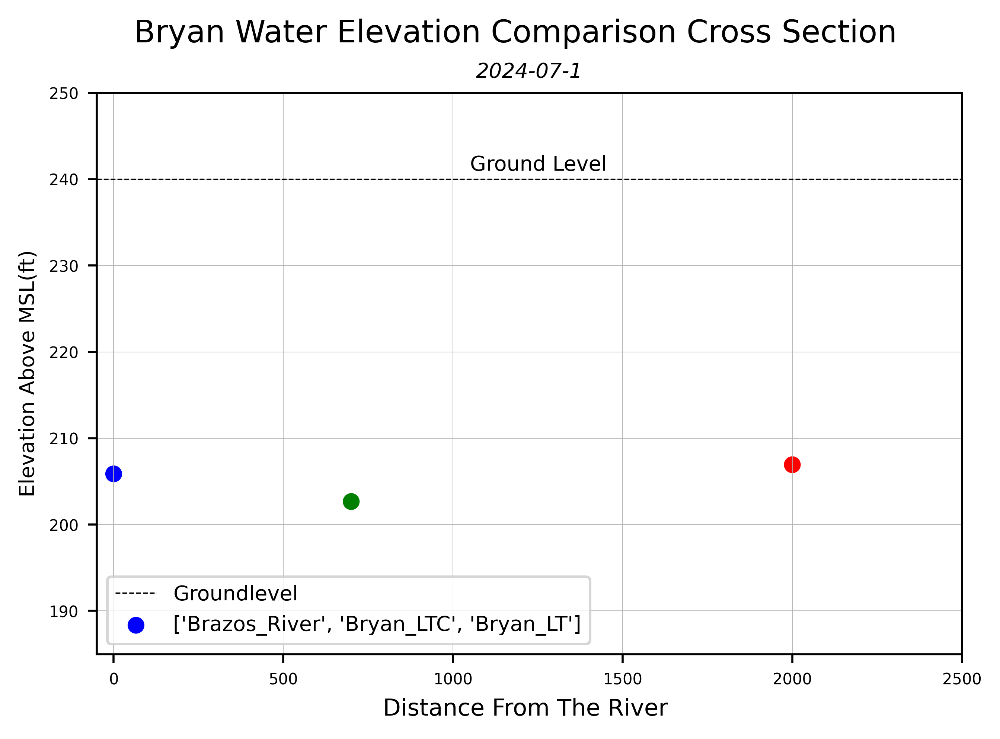 Bryan Water Elevation Comparison Cross Section
2024-07-1
250
240
230
220
210
200
190
Elevation Above MSL(ft)
Ground Level
Groundlevel
['Brazos_River', 'Bryan_LTC', 'Bryan_LT']
0 500 1000 1500 2000 2500
Distance From The River